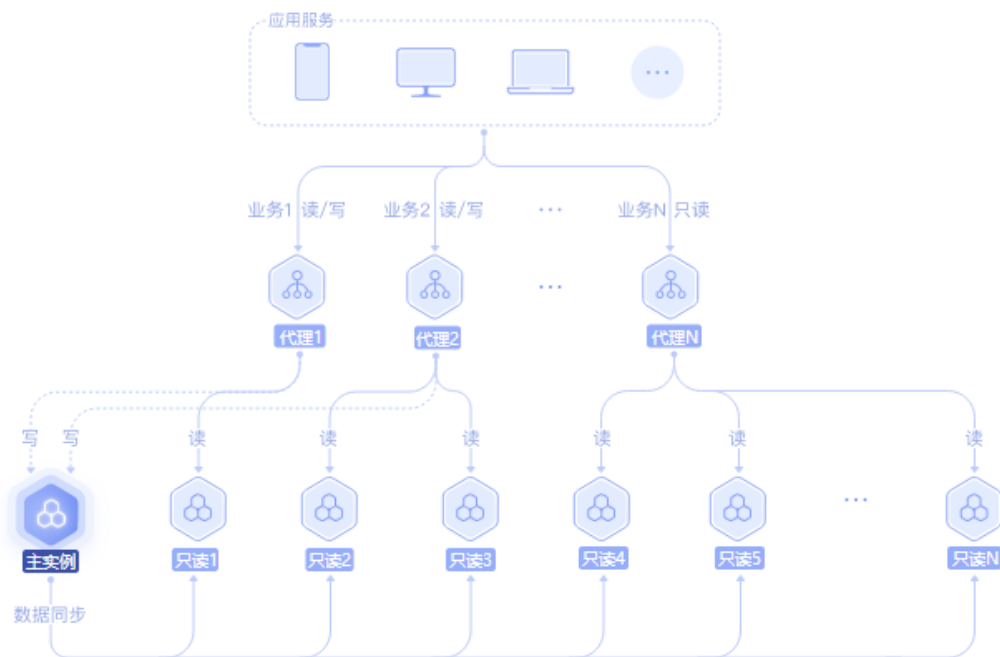 应用服务
...
业务1 读/写 业务2 读/写 ... 业务N 只读
...
代理1 代理2 代理N
写 写 读 读 读 读 读 读
...
主实例 只读1 只读2 只读3 只读4 只读5 只读N
数据同步